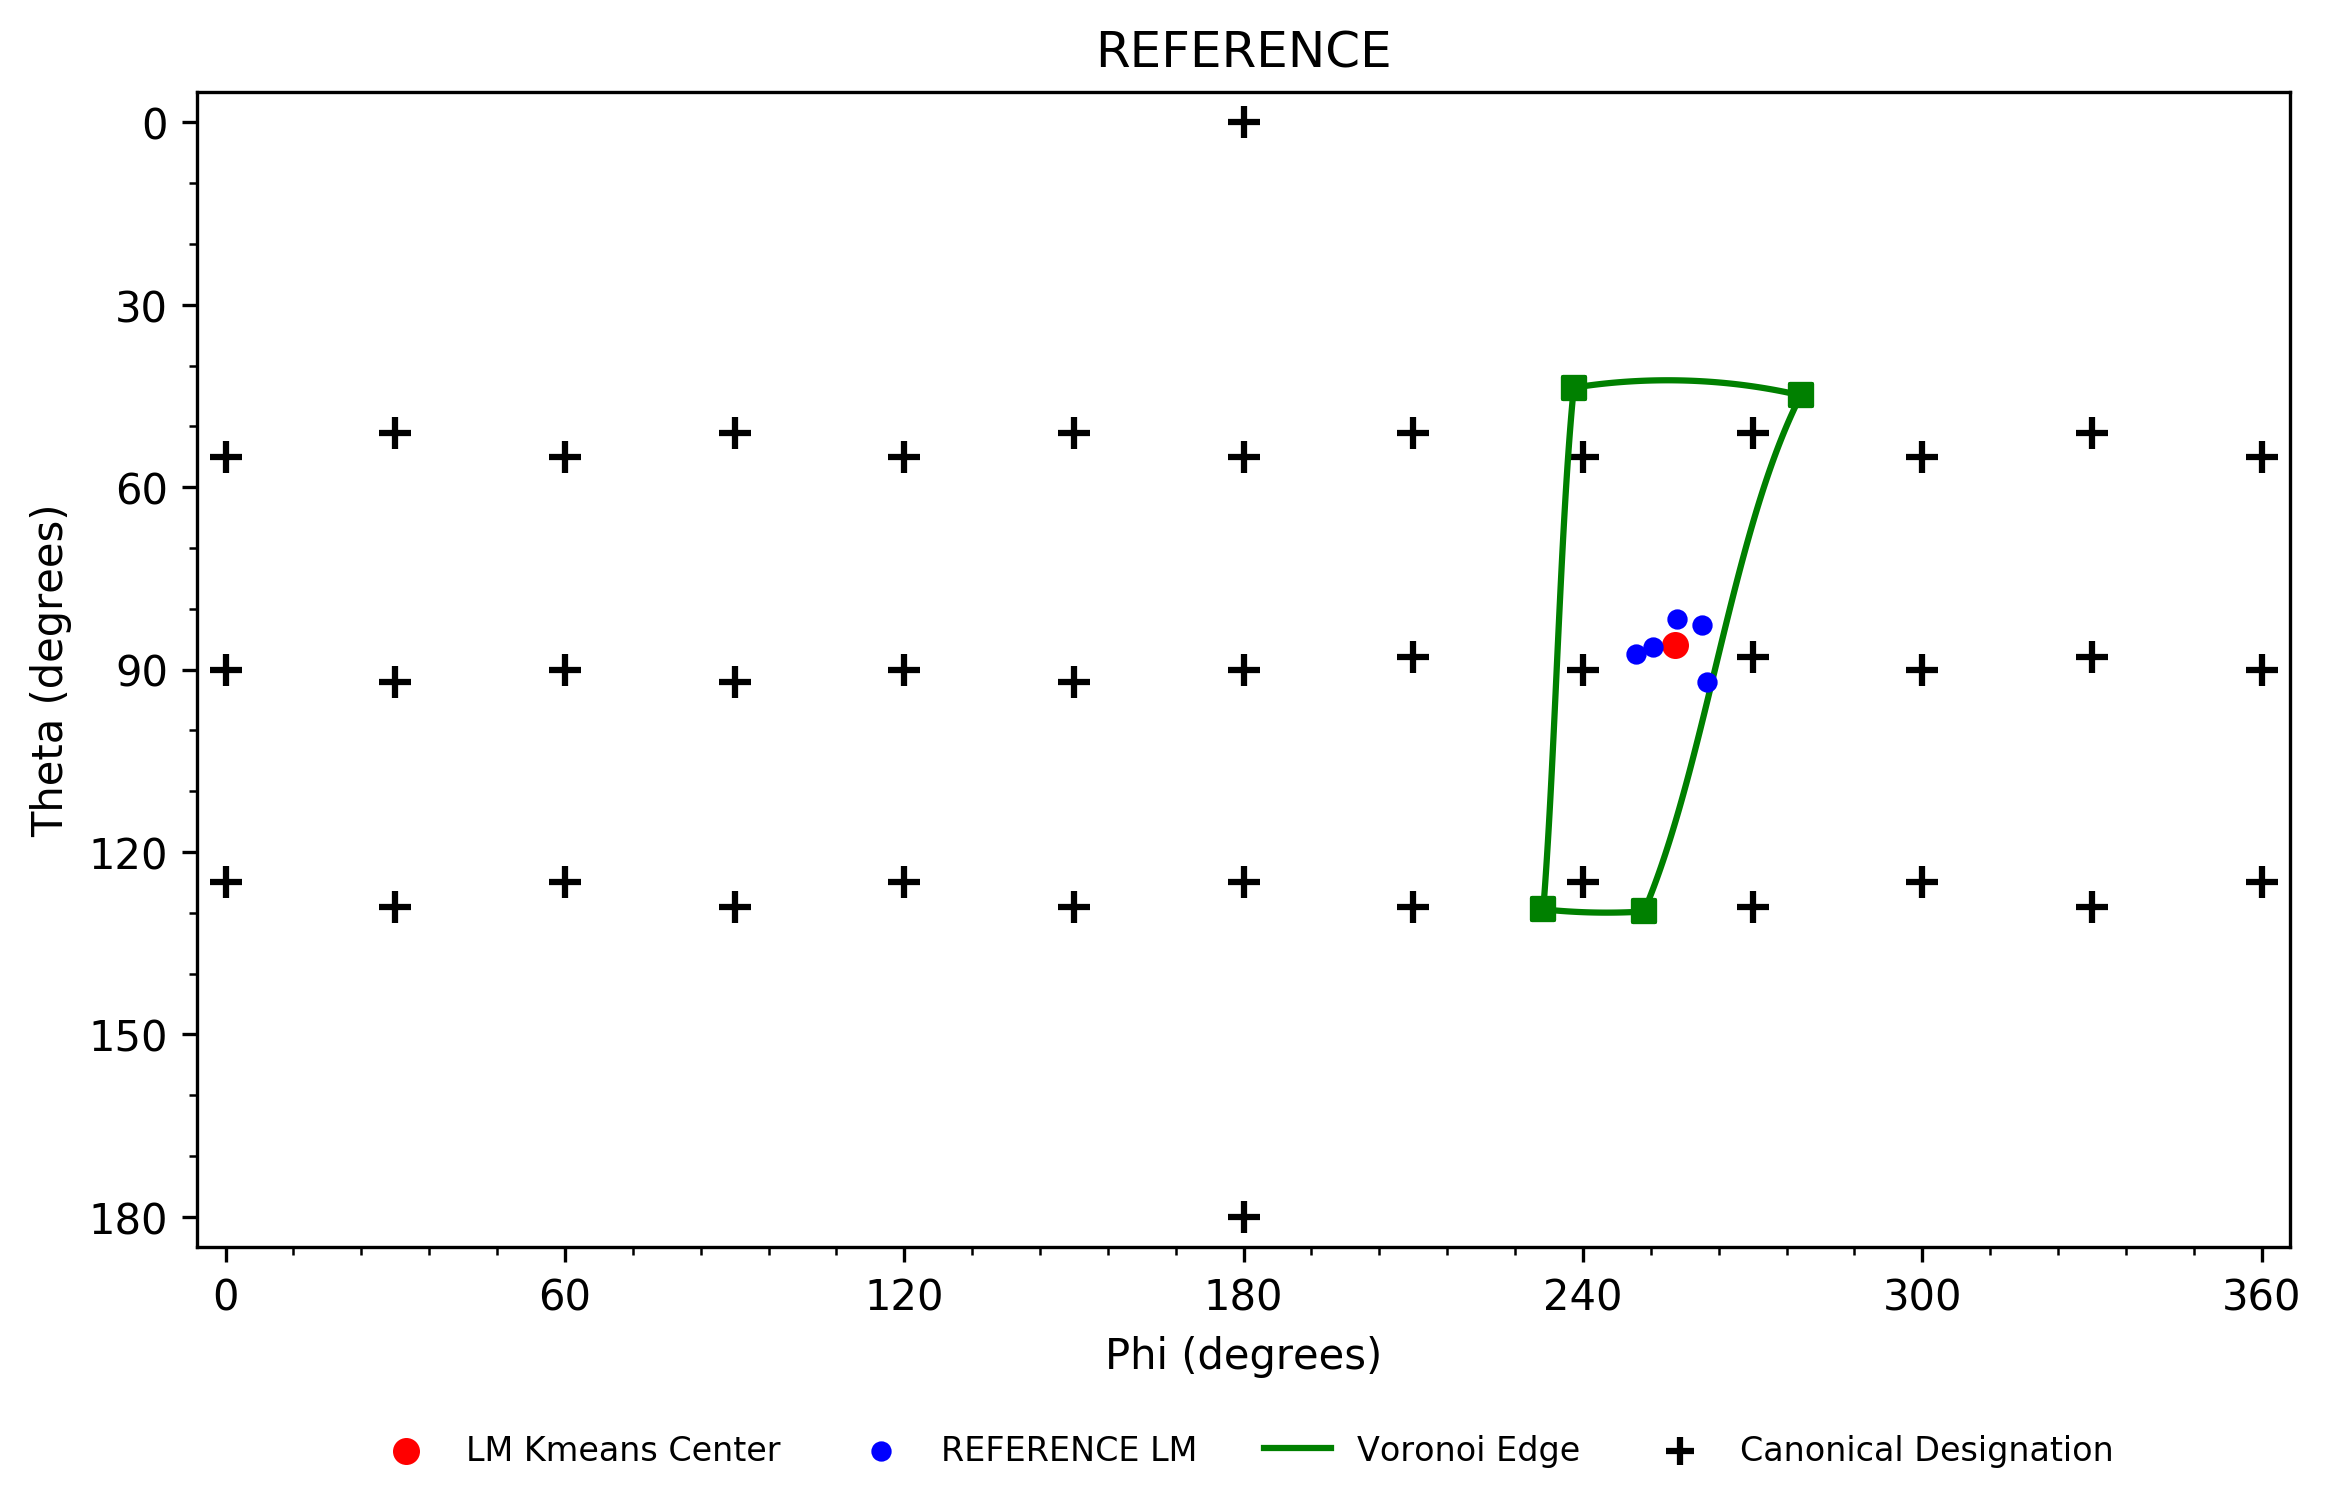 REFERENCE
0
30
60
90
120
150
180
Theta (degrees)
0 60 120 180 240 300 360
Phi (degrees)
LM Kmeans Center REFERENCE LM Voronoi Edge Canonical Designation